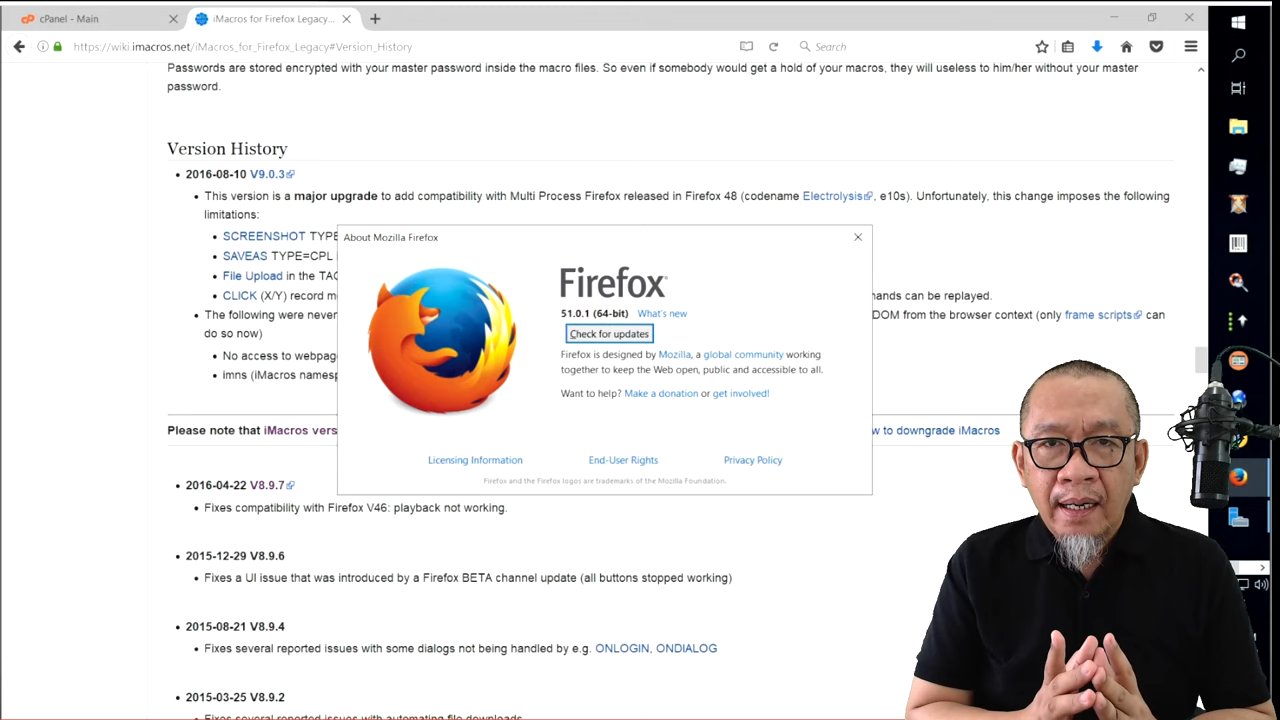 cPanel - Main
iMacros for Firefox Legacy...
https://wiki.imacros.net/iMacros_for_Firefox_Legacy#Version_History
Search
Passwords are stored encrypted with your master password inside the macro files. So even if somebody would get a hold of your macros, they will useless to him/her without your master
password.
Version History
2016-08-10 V9.0.3
This version is a major upgrade to add compatibility with Multi Process Firefox released in Firefox 48 (codename Electrolysis, e10s). Unfortunately, this change imposes the following
limitations:
SCREENSHOT TYPE
SAVEAS TYPE=CPL
File Upload in the TAG
CLICK (X/Y) record m
ands can be replayed.
The following were never
DOM from the browser context (only frame scripts can
do so now)
No access to webpage
imns (iMacros namesp
About Mozilla Firefox
Firefox
51.0.1 (64-bit) What's new
Check for updates
Firefox is designed by Mozilla, a global community working
together to keep the Web open, public and accessible to all.
Want to help? Make a donation or get involved!
Licensing Information End-User Rights Privacy Policy
Firefox and the Firefox logos are trademarks of the Mozilla Foundation.
Please note that iMacros vers
w to downgrade iMacros
2016-04-22 V8.9.7
Fixes compatibility with Firefox V46: playback not working.
2015-12-29 V8.9.6
Fixes a UI issue that was introduced by a Firefox BETA channel update (all buttons stopped working)
2015-08-21 V8.9.4
Fixes several reported issues with some dialogs not being handled by e.g. ONLOGIN, ONDIALOG
2015-03-25 V8.9.2
Fixes several reported issues with automating file downloads.